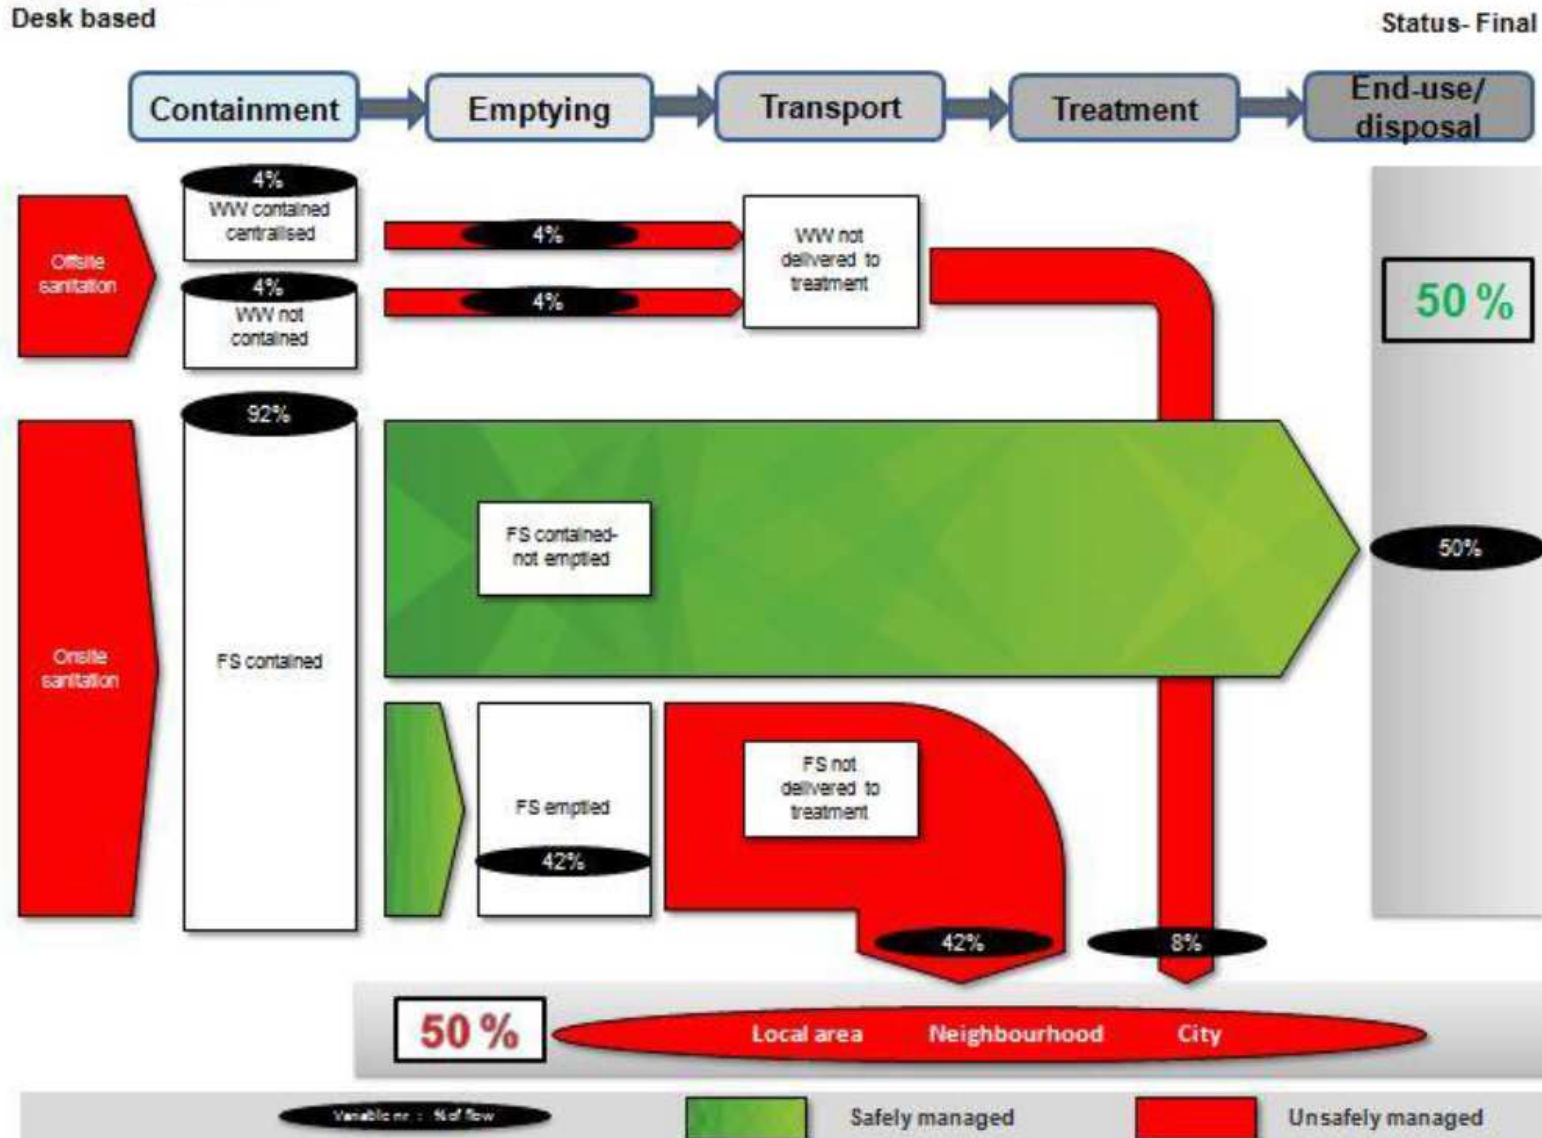 Desk based
Status- Final
Containment
Emptying
Transport
Treatment
End-use/
disposal
Offsite
sanitation
4%
WW contained
centralised
4%
WW not
contained
4%
4%
WW not
delivered to
treatment
50 %
92%
Onsite
sanitation
FS contained
FS contained-
not emptied
50%
FS emptied
42%
FS not
delivered to
treatment
42%
8%
50 %
Local area Neighbourhood City
Variable nr. : % of flow
Safely managed
Unsafely managed